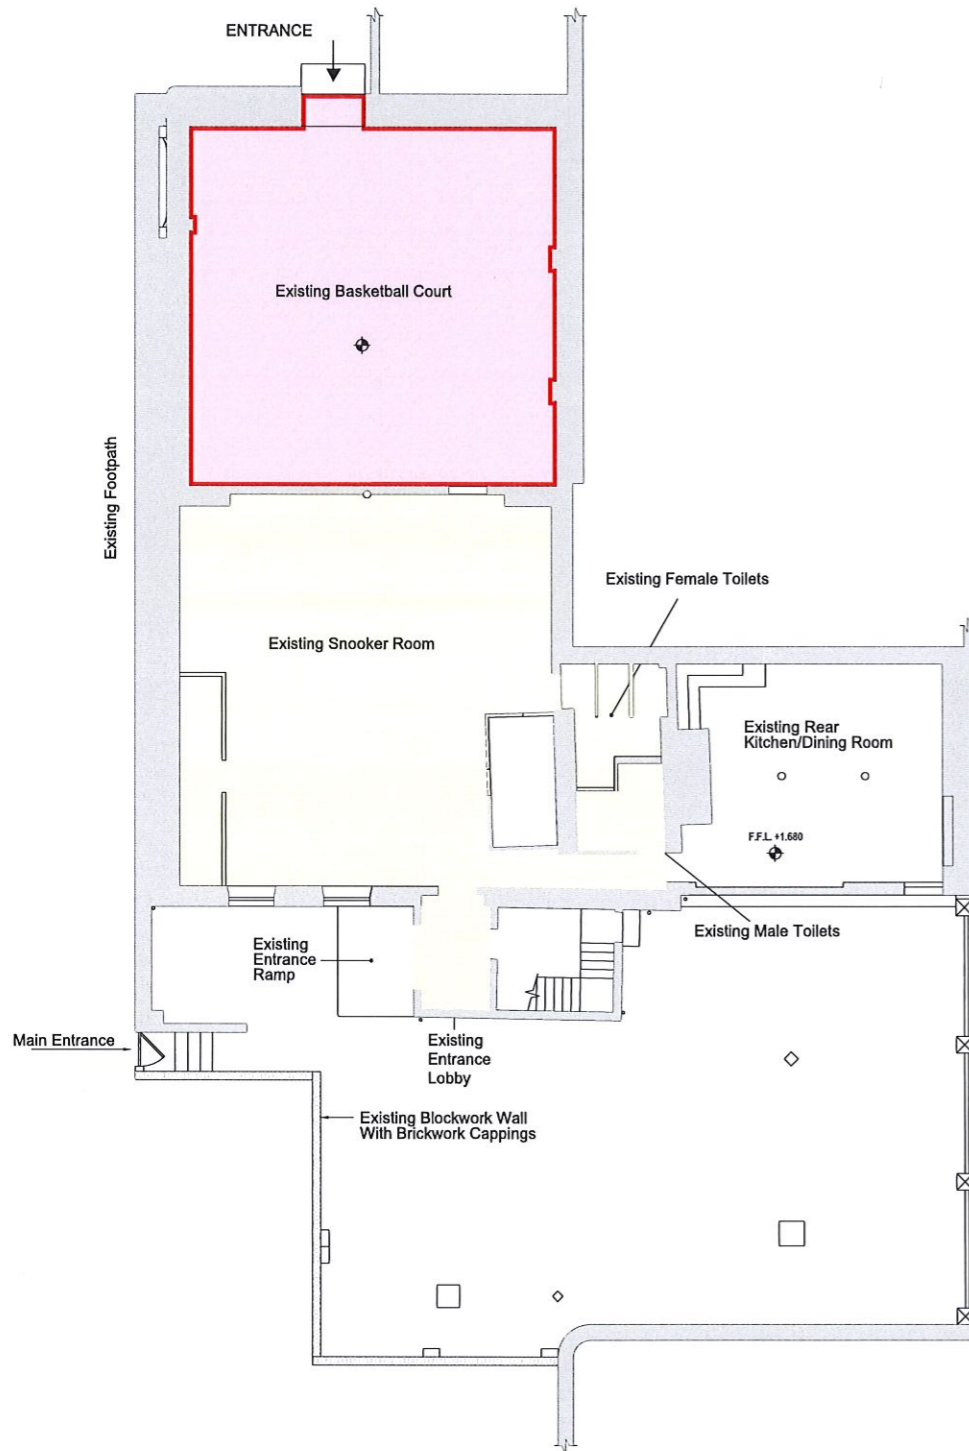 ENTRANCE
Existing Basketball Court
Existing Footpath
Existing Female Toilets
Existing Snooker Room
Existing Rear
Kitchen/Dining Room
F.F.L. +1.680
Existing Male Toilets
Existing
Entrance
Ramp
Main Entrance
Existing
Entrance
Lobby
Existing Blockwork Wall
With Brickwork Cappings